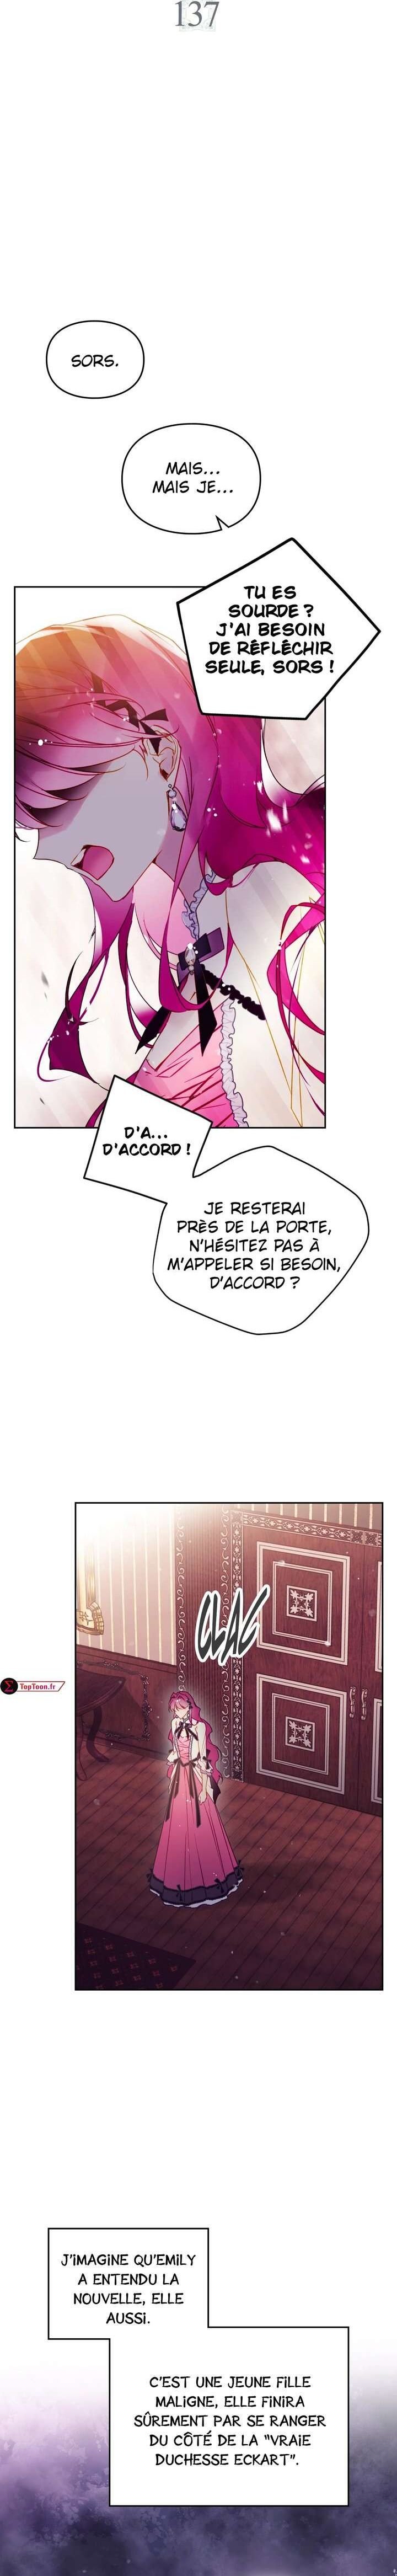 137
SORS.
MAIS...
MAIS JE...
TU ES
SOURDE ?
J'AI BESOIN
DE RÉFLÉCHIR
SEULE, SORS !
D'A...
D'ACCORD !
JE RESTERAI
PRÈS DE LA PORTE,
N'HÉSITEZ PAS À
M'APPELER SI BESOIN,
D'ACCORD ?
CLAC
TopToon.fr
J'IMAGINE QU'EMILY
A ENTENDU LA
NOUVELLE, ELLE
AUSSI.
C'EST UNE JEUNE FILLE
MALIGNE, ELLE FINIRA
SÛREMENT PAR SE RANGER
DU CÔTÉ DE LA "VRAIE
DUCHESSE ECKART".